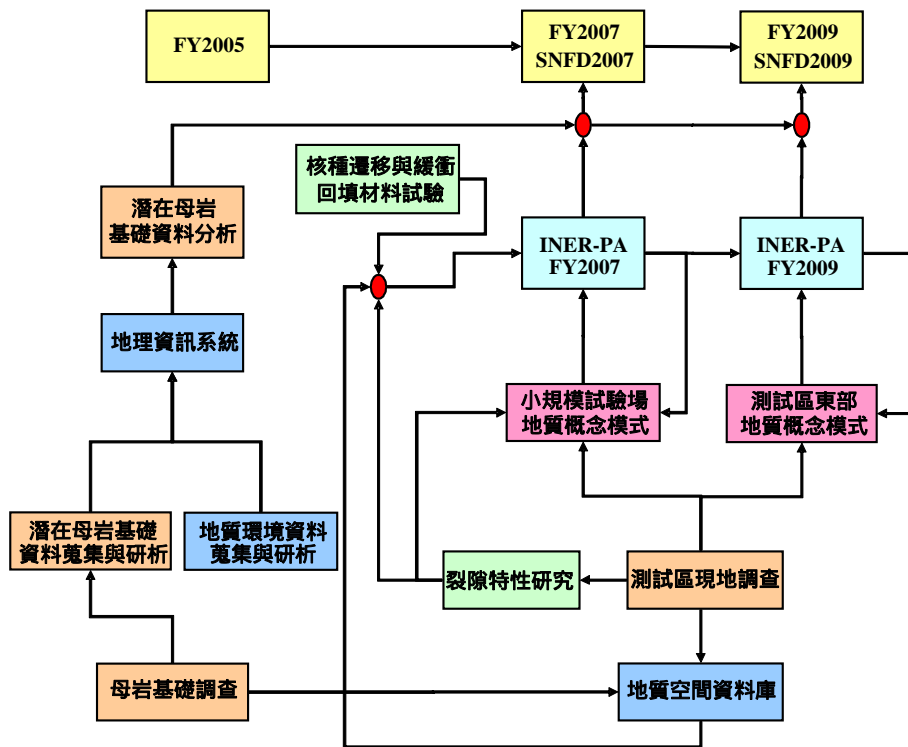 FY2005
FY2007
SNFD2007
FY2009
SNFD2009
核種遷移與緩衝
回填材料試驗
潛在母岩
基礎資料分析
INER-PA
FY2007
INER-PA
FY2009
地理資訊系統
小規模試驗場
地質概念模式
測試區東部
地質概念模式
潛在母岩基礎
資料蒐集與研析
地質環境資料
蒐集與研析
裂隙特性研究
測試區現地調查
母岩基礎調查
地質空間資料庫